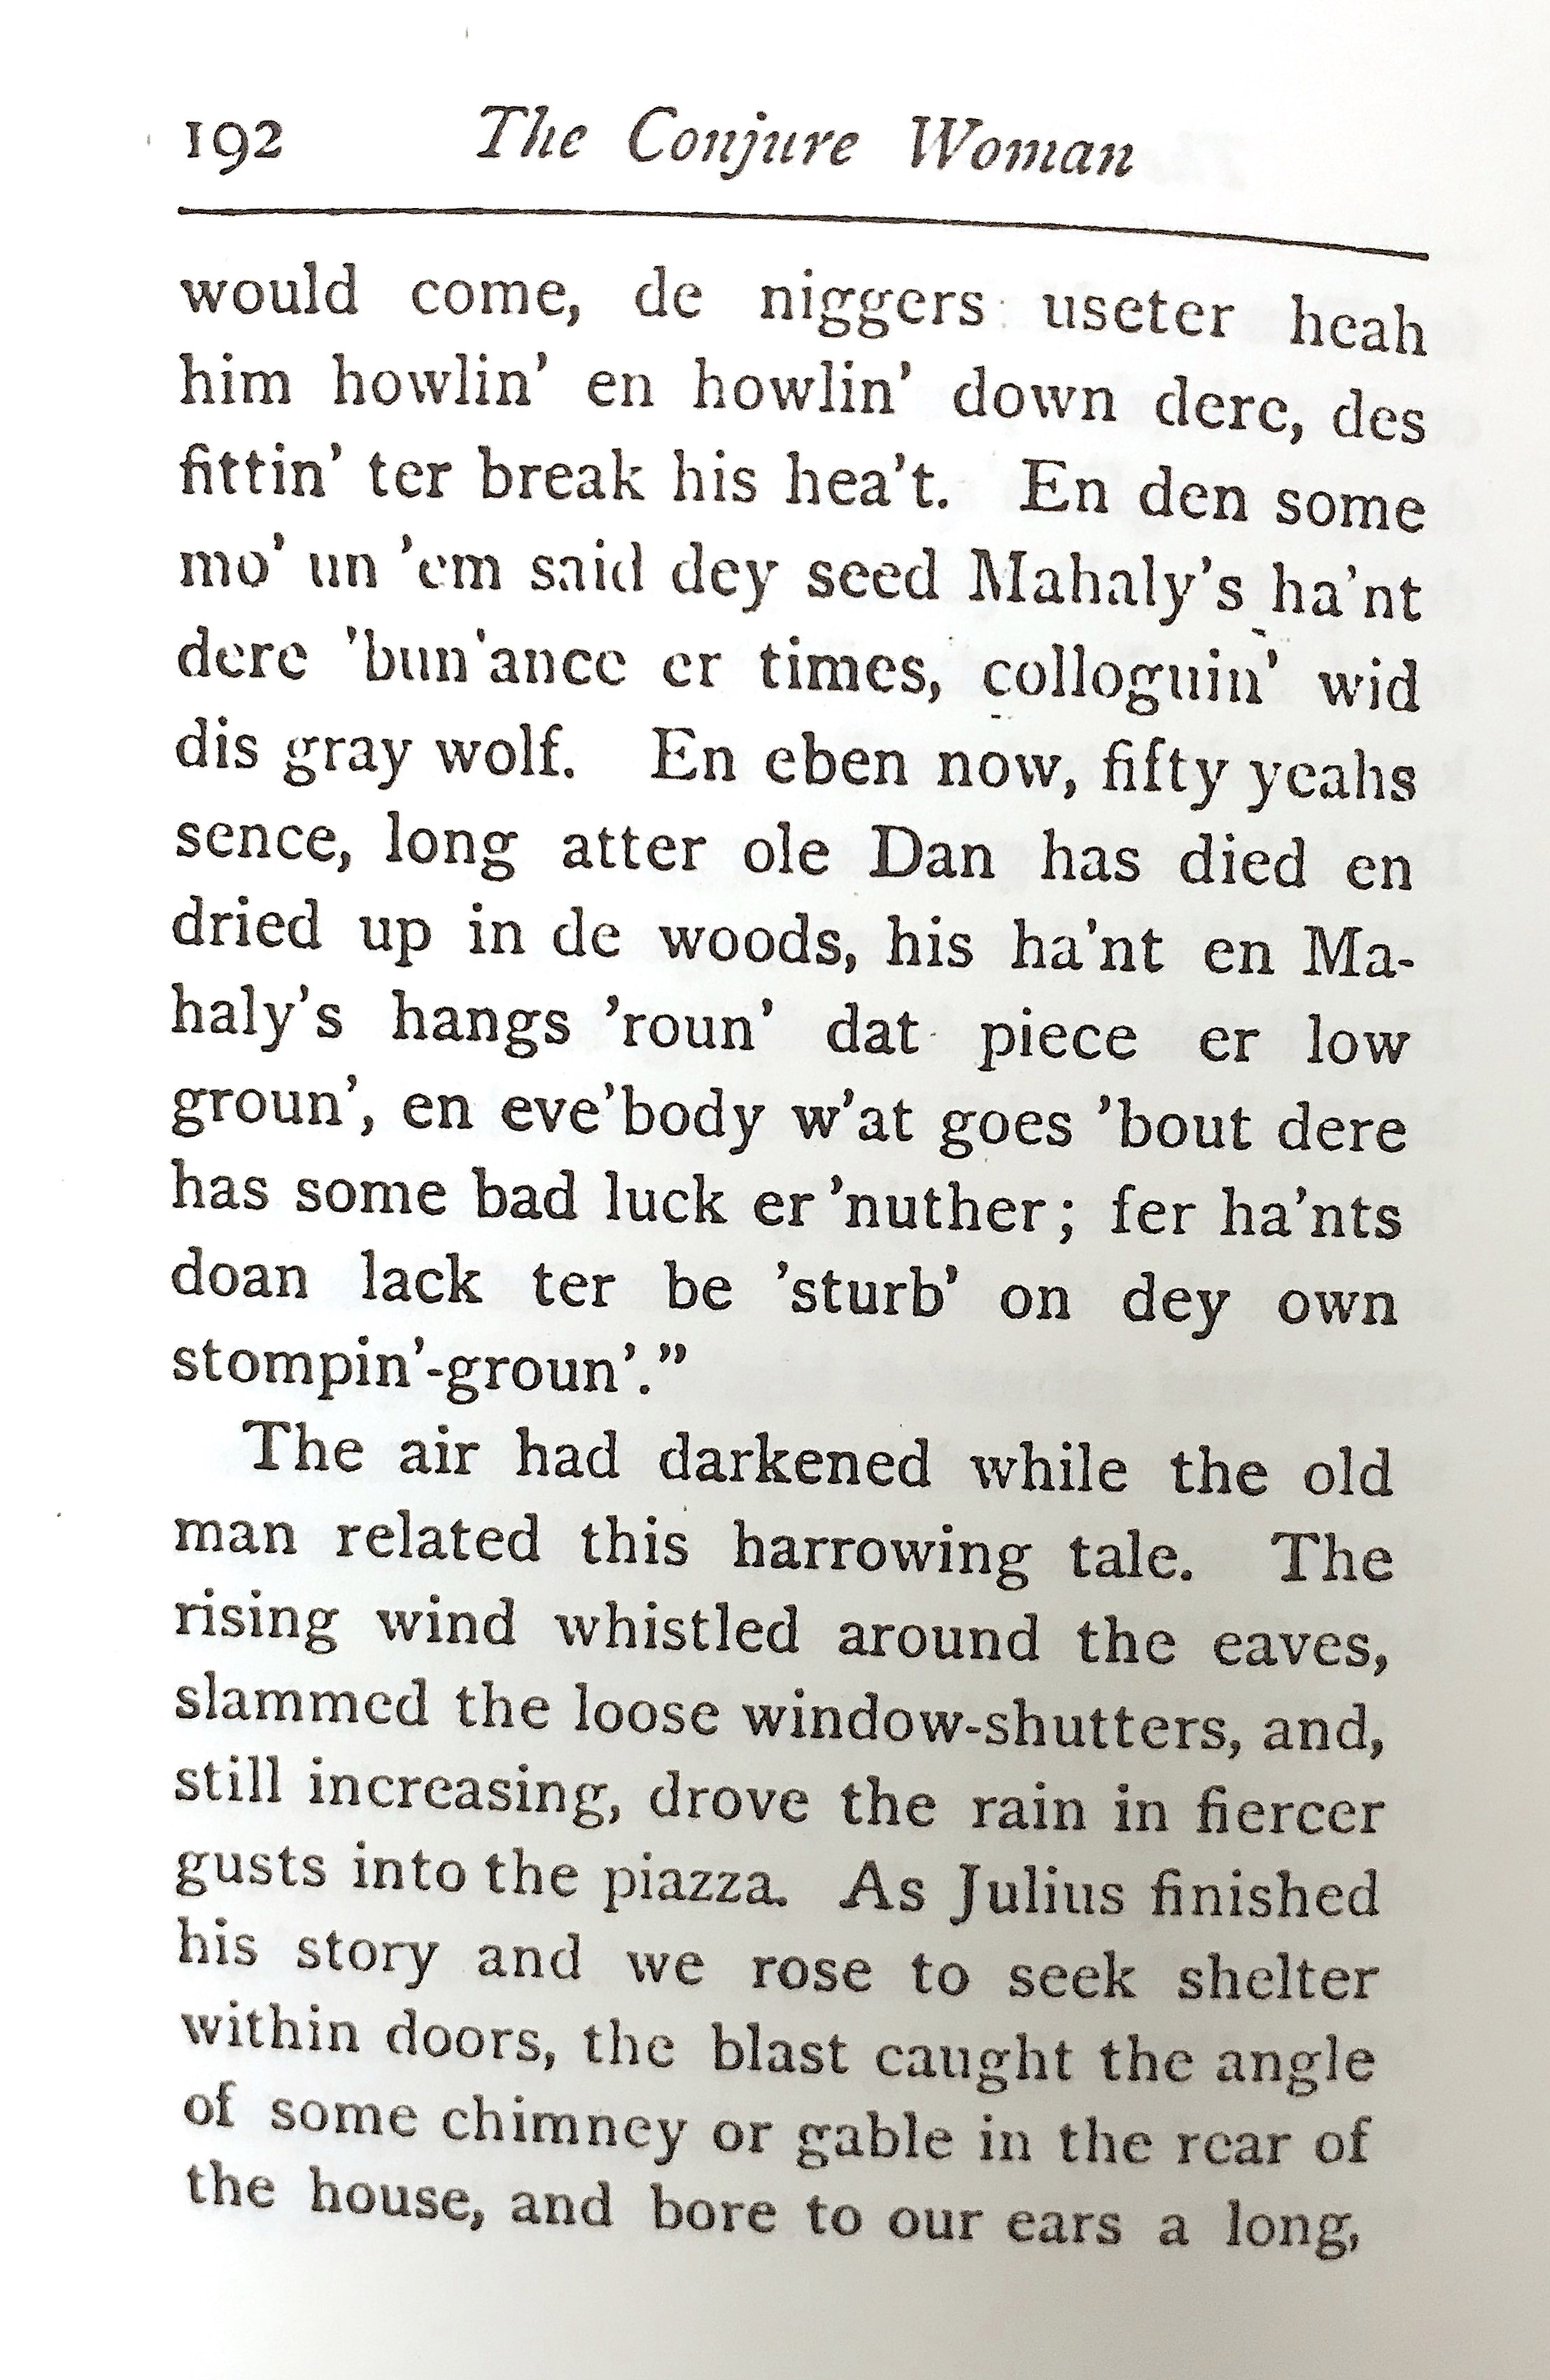 192 The Conjure Woman
would come, de niggers useter heah
him howlin' en howlin' down dere, des
fittin' ter break his hea't. En den some
mo' un 'em said dey seed Mahaly's ha'nt
dere 'bun'ance er times, colloguin' wid
dis gray wolf. En eben now, fifty yeahs
sence, long atter ole Dan has died en
dried up in de woods, his ha'nt en Ma-
haly's hangs 'roun' dat piece er low
groun', en eve'body w'at goes 'bout dere
has some bad luck er 'nuther; fer ha'nts
doan lack ter be 'sturb' on dey own
stompin'-groun'."
The air had darkened while the old
man related this harrowing tale. The
rising wind whistled around the eaves,
slammed the loose window-shutters, and,
still increasing, drove the rain in fiercer
gusts into the piazza. As Julius finished
his story and we rose to seek shelter
within doors, the blast caught the angle
of some chimney or gable in the rear of
the house, and bore to our ears a long,